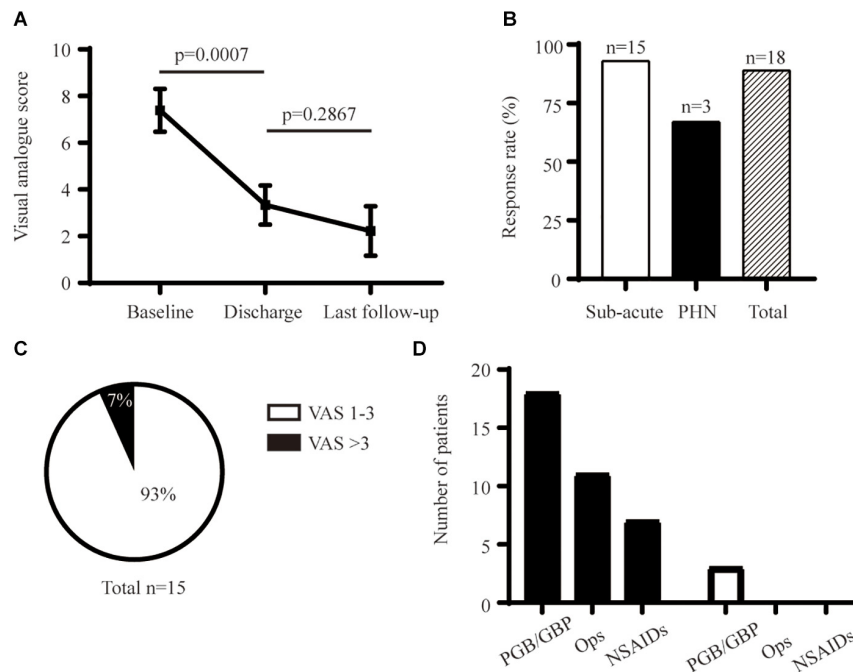 A
Visual analogue score
10
8
6
4
2
0
p=0.0007
p=0.2867
Baseline
Discharge
Last follow-up
B
Response rate (%)
100
75
50
25
0
n=15
n=3
n=18
Sub-acute
PHN
Total
C
7%
93%
VAS 1-3
VAS >3
Total n=15
D
Number of patients
20
15
10
5
0
PGB/GBP
Ops
NSAIDs
PGB/GBP
Ops
NSAIDs